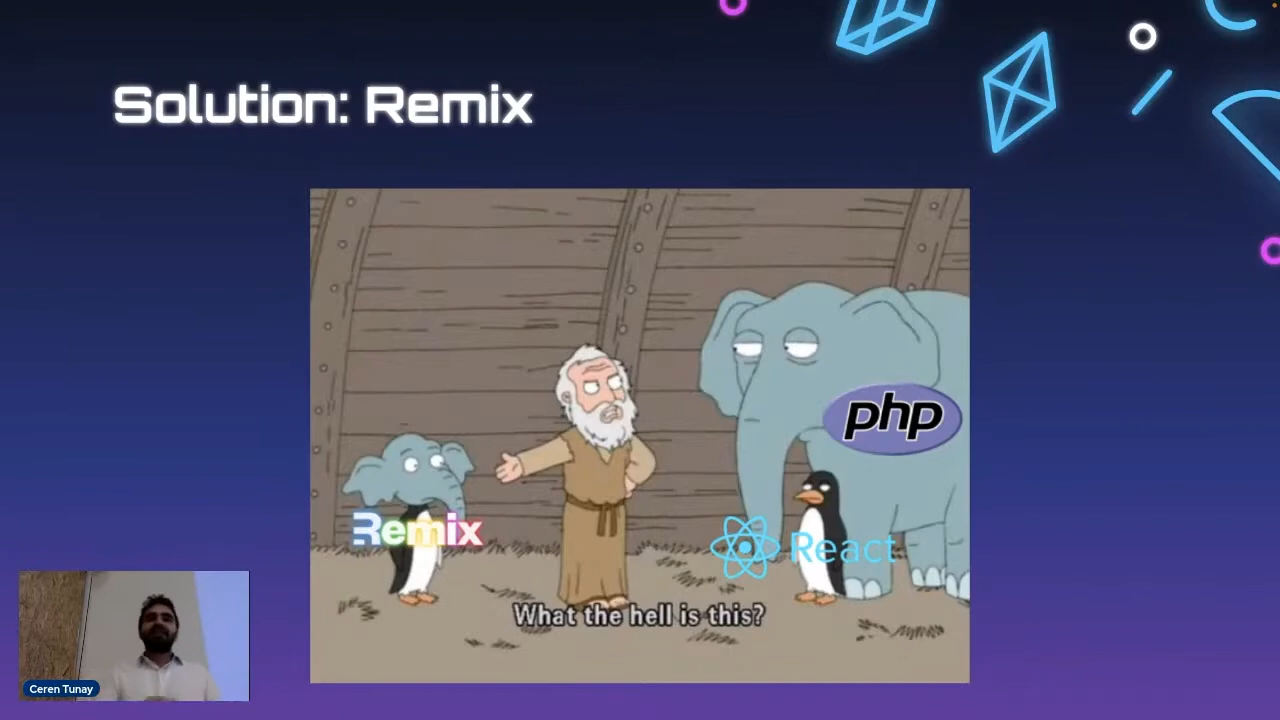 Solution: Remix
php
Remix
React
What the hell is this?
Ceren Tunay